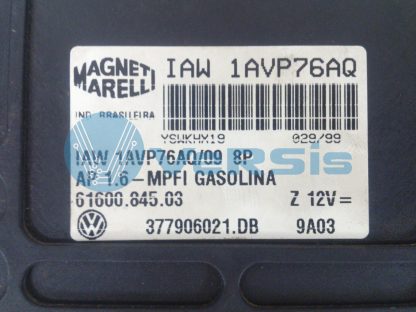 MAGNETI MARELLI IAW 1AVP76AQ
IND. BRASILEIRA
YSWKHM19 029/99
IAW 1AVP76AQ/09 8P
AP 1.6-MPFI GASOLINA
61600.845.03 Z 12V=
377906021.DB 9A03